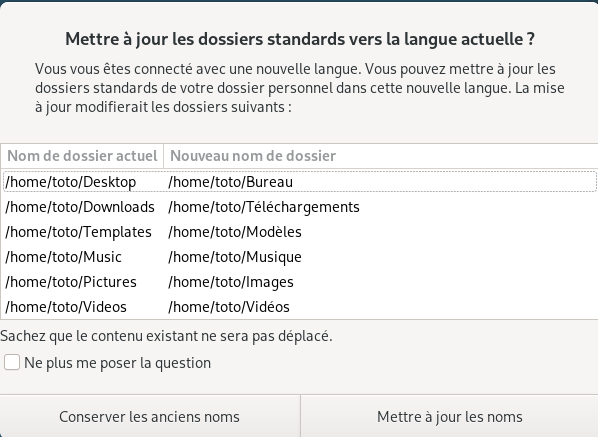 Mettre à jour les dossiers standards vers la langue actuelle ?
Vous vous êtes connecté avec une nouvelle langue. Vous pouvez mettre à jour les
dossiers standards de votre dossier personnel dans cette nouvelle langue. La mise
à jour modifierait les dossiers suivants :
Nom de dossier actuel Nouveau nom de dossier
/home/toto/Desktop /home/toto/Bureau
/home/toto/Downloads /home/toto/Téléchargements
/home/toto/Templates /home/toto/Modèles
/home/toto/Music /home/toto/Musique
/home/toto/Pictures /home/toto/Images
/home/toto/Videos /home/toto/Vidéos
Sachez que le contenu existant ne sera pas déplacé.
Ne plus me poser la question
Conserver les anciens noms Mettre à jour les noms